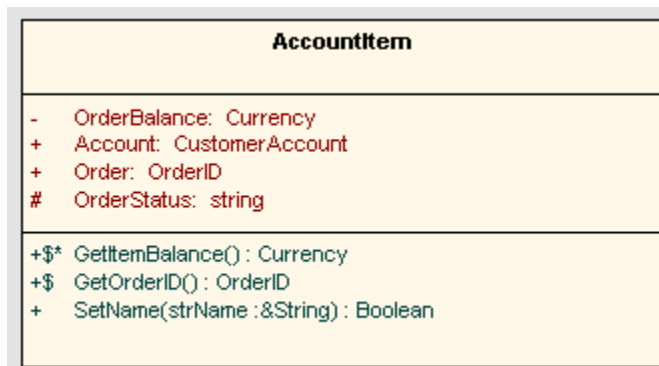 AccountItem
- OrderBalance: Currency
+ Account: CustomerAccount
+ Order: OrderID
# OrderStatus: string
+$* GetItemBalance() : Currency
+$ GetOrderID() : OrderID
+ SetName(strName :&String) : Boolean